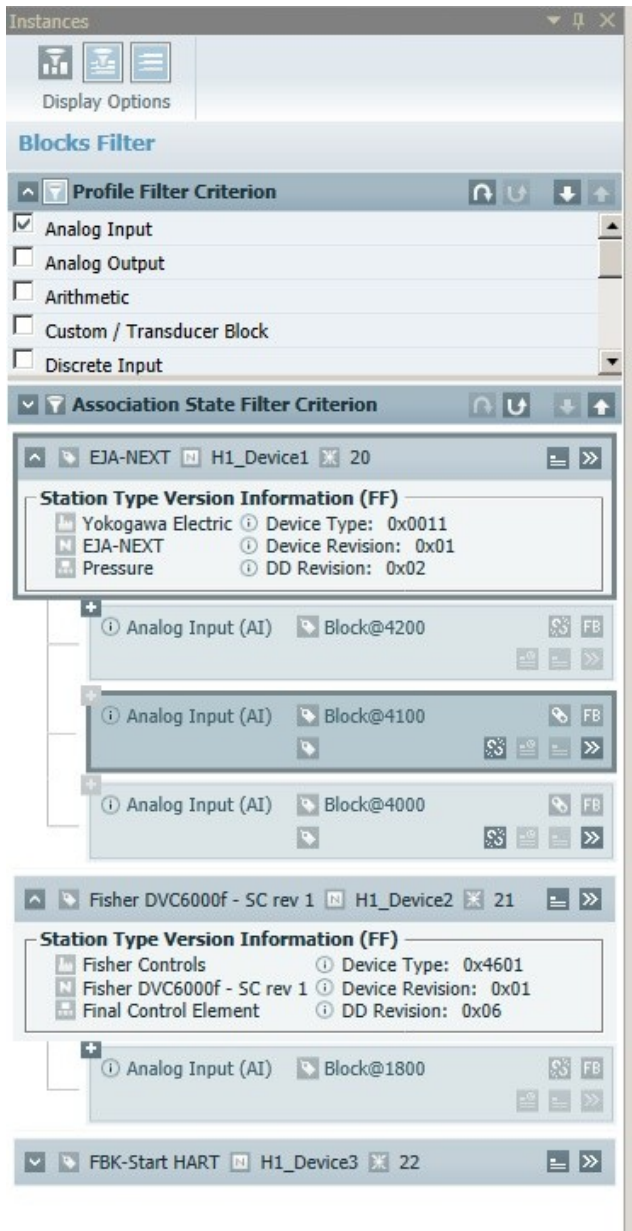 Instances
Display Options
Blocks Filter
Profile Filter Criterion
Analog Input
Analog Output
Arithmetic
Custom / Transducer Block
Discrete Input
Association State Filter Criterion
EJA-NEXT N H1_Device1 20
Station Type Version Information (FF)
Yokogawa Electric Device Type: 0x0011
N EJA-NEXT Device Revision: 0x01
Pressure DD Revision: 0x02
Analog Input (AI) Block@4200 FB
Analog Input (AI) Block@4100 FB
Analog Input (AI) Block@4000 FB
Fisher DVC6000f - SC rev 1 N H1_Device2 21
Station Type Version Information (FF)
Fisher Controls Device Type: 0x4601
N Fisher DVC6000f - SC rev 1 Device Revision: 0x01
Final Control Element DD Revision: 0x06
Analog Input (AI) Block@1800 FB
FBK-Start HART N H1_Device3 22